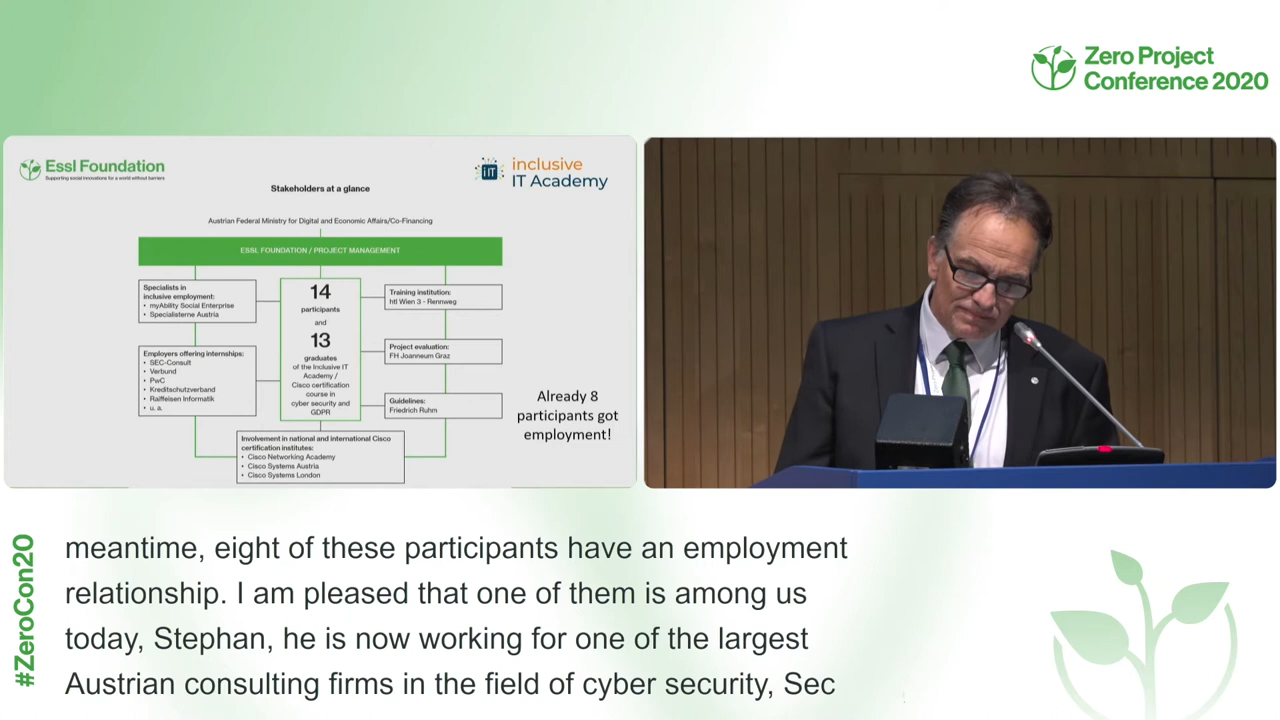 Zero Project
Conference 2020
Essl Foundation
Supporting social innovations for a world without barriers
iIT
inclusive
IT Academy
Stakeholders at a glance
Austrian Federal Ministry for Digital and Economic Affairs/Co-Financing
ESSL FOUNDATION / PROJECT MANAGEMENT
Specialists in
inclusive employment:
• myAbility Social Enterprise
• Specialisterne Austria
Employers offering internships:
• SEC-Consult
• Verbund
• PwC
• Kreditschutzverband
• Raiffeisen Informatik
• u. a.
14
participants
and
13
graduates
of the Inclusive IT
Academy /
Cisco certification
course in
cyber security and
GDPR
Training institution:
htl Wien 3 - Rennweg
Project evaluation:
FH Joanneum Graz
Guidelines:
Friedrich Ruhm
Involvement in national and international Cisco
certification institutes:
• Cisco Networking Academy
• Cisco Systems Austria
• Cisco Systems London
Already 8
participants got
employment!
#ZeroCon20
meantime, eight of these participants have an employment
relationship. I am pleased that one of them is among us
today, Stephan, he is now working for one of the largest
Austrian consulting firms in the field of cyber security, Sec